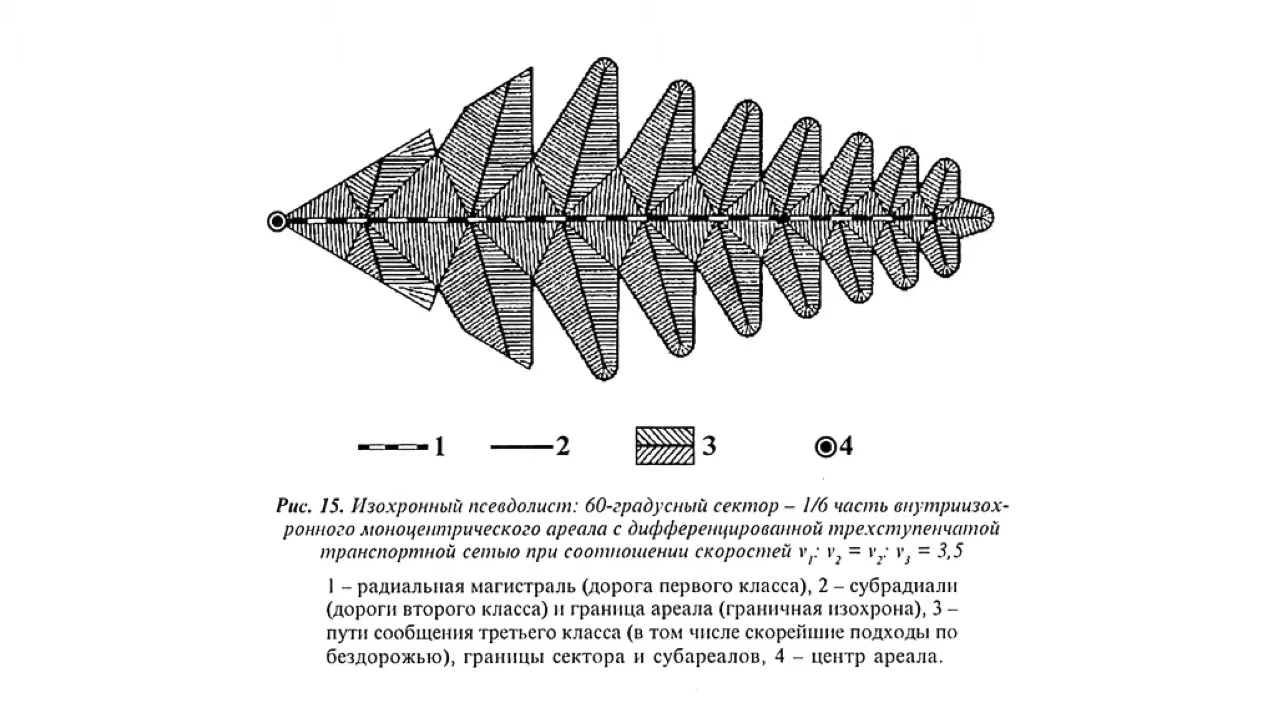 1 2 3 4
Рис. 15. Изохронный псевдолист: 60-градусный сектор – 1/6 часть внутриизох-
ронного моноцентрического ареала с дифференцированной трехступенчатой
транспортной сетью при соотношении скоростей v₁: v₂ = v₂: v₃ = 3,5
1 – радиальная магистраль (дорога первого класса), 2 – субрадиали
(дороги второго класса) и граница ареала (граничная изохрона), 3 –
пути сообщения третьего класса (в том числе скорейшие подходы по
бездорожью), границы сектора и субареалов, 4 – центр ареала.